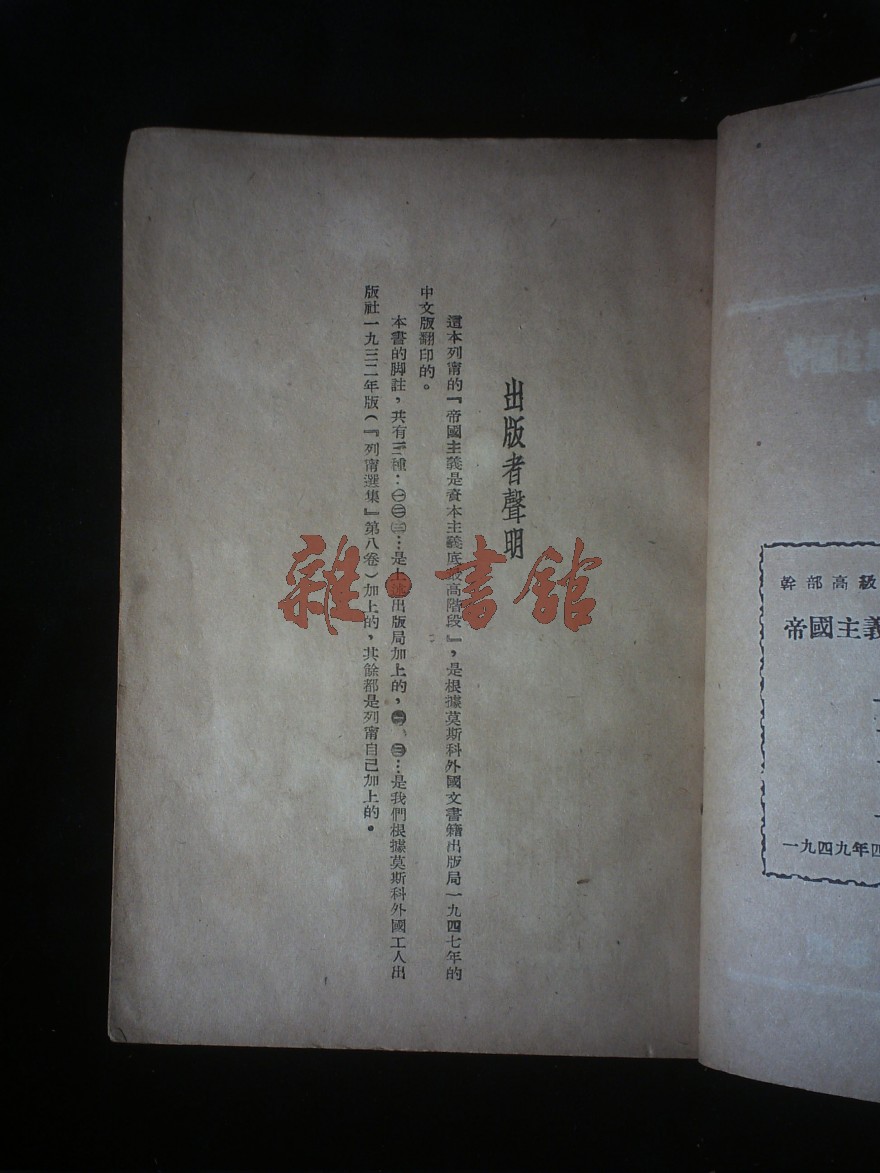 出版者聲明
這本列甯的『帝國主義是資本主義底最高階段』，是根據莫斯科外國文書籍出版局一九四七年的
中文版翻印的。
本書的脚註，共有三種：㊀㊁㊂…是上述出版局加上的，㊀、㊁…是我們根據莫斯科外國工人出
版社一九三二年版（『列甯選集』第八卷）加上的，其餘都是列甯自己加上的。
雜·書館
幹部高級
帝國主義
一九四九年四